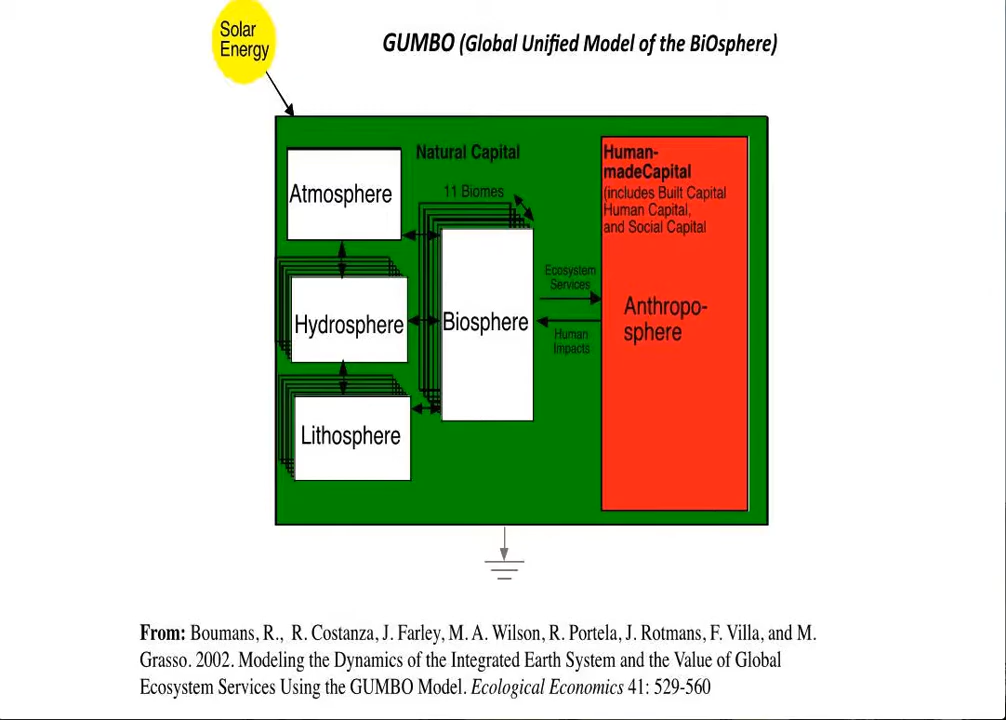 Solar
Energy
GUMBO (Global Unified Model of the BiOsphere)
Natural Capital
11 Biomes
Atmosphere
Hydrosphere
Lithosphere
Biosphere
Ecosystem
Services
Human
Impacts
Human-
madeCapital
(includes Built Capital
Human Capital,
and Social Capital
Anthropo-
sphere
From: Boumans, R., R. Costanza, J. Farley, M. A. Wilson, R. Portela, J. Rotmans, F. Villa, and M.
Grasso. 2002. Modeling the Dynamics of the Integrated Earth System and the Value of Global
Ecosystem Services Using the GUMBO Model. Ecological Economics 41: 529-560